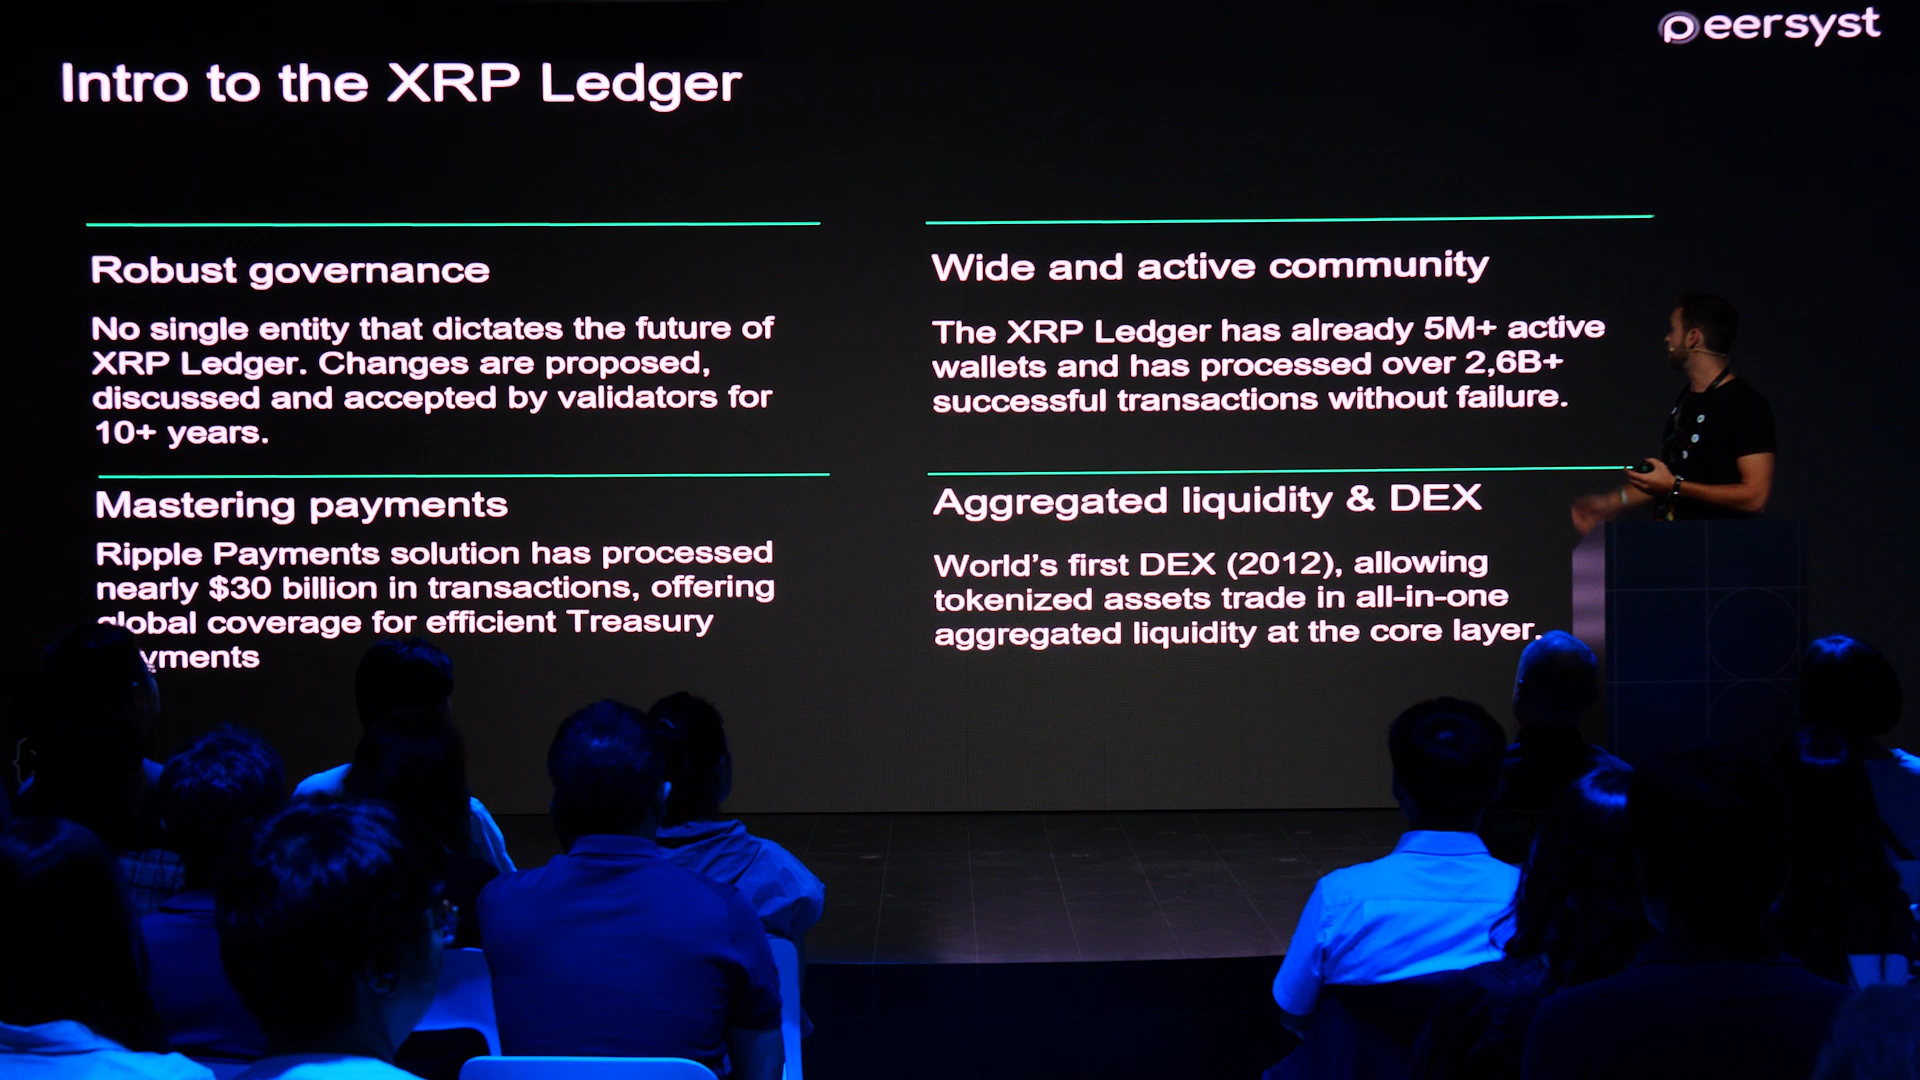 peersyst
Intro to the XRP Ledger
Robust governance
No single entity that dictates the future of
XRP Ledger. Changes are proposed,
discussed and accepted by validators for
10+ years.
Wide and active community
The XRP Ledger has already 5M+ active
wallets and has processed over 2,6B+
successful transactions without failure.
Mastering payments
Ripple Payments solution has processed
nearly $30 billion in transactions, offering
global coverage for efficient Treasury
yments
Aggregated liquidity & DEX
World's first DEX (2012), allowing
tokenized assets trade in all-in-one
aggregated liquidity at the core layer.